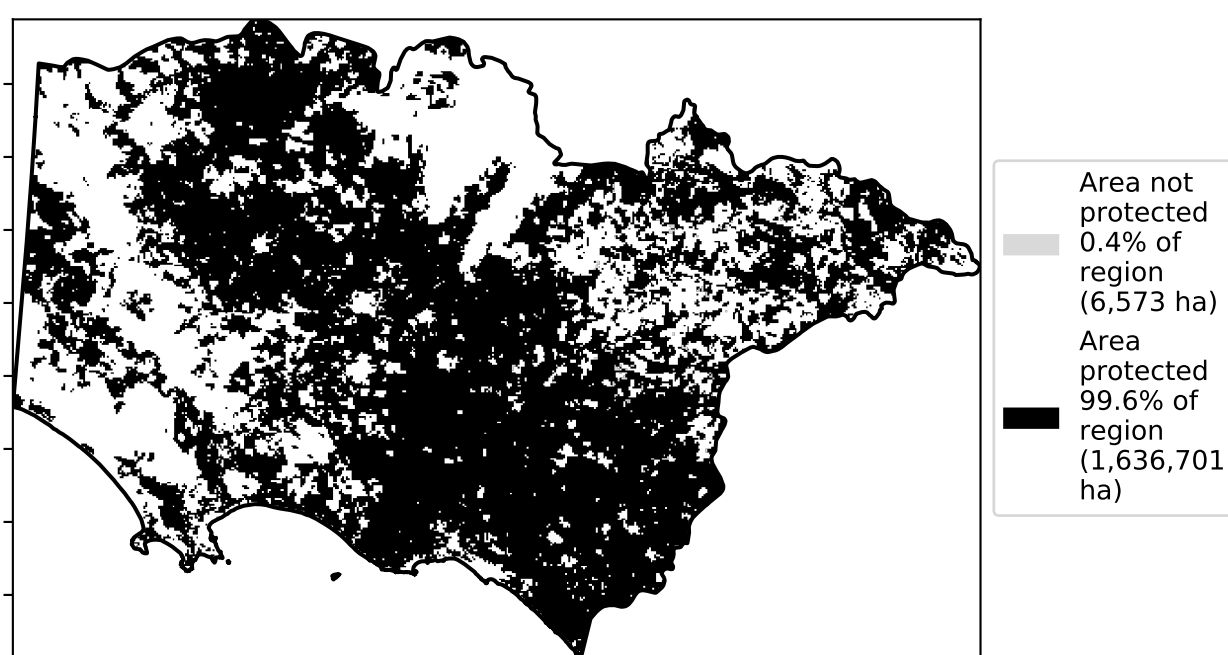 Area not
protected
0.4% of
region
(6,573 ha)
Area
protected
99.6% of
region
(1,636,701
ha)